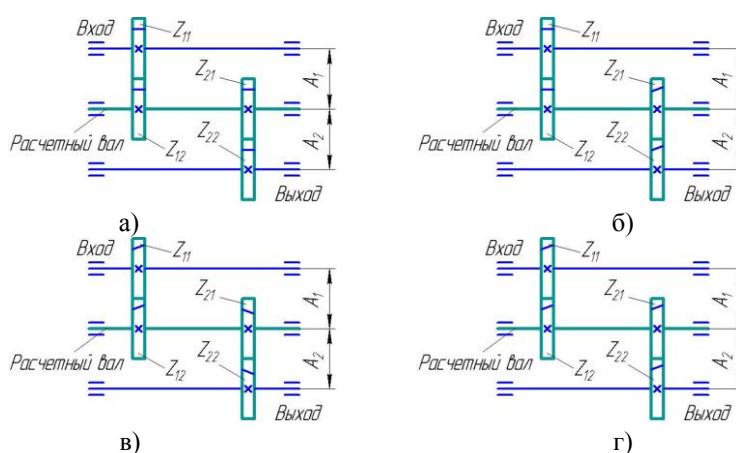 Вход Z11
Z21
A1
Расчетный вал
Z12
Z22
A2
Выход
а)
Вход Z11
Z21
A1
Расчетный вал
Z12
Z22
A2
Выход
б)
Вход Z11
Z21
A1
Расчетный вал
Z12
Z22
A2
Выход
в)
Вход Z11
Z21
A1
Расчетный вал
Z12
Z22
A2
Выход
г)